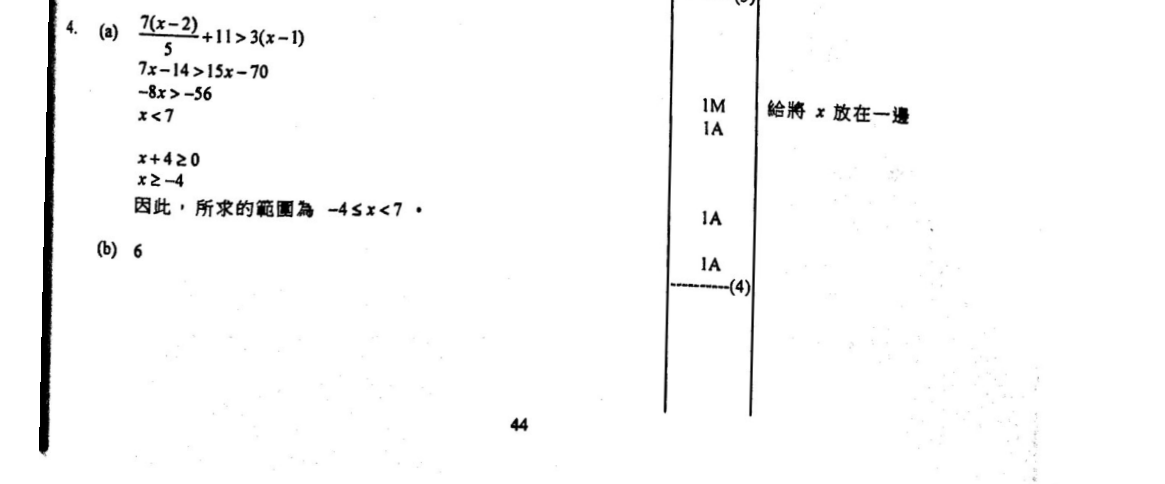 4. (a) 7(x-2)/5 +11>3(x-1)
7x-14>15x-70
-8x>-56
1M 給將 x 放在一邊
x<7
1A
x+4≥0
x≥-4
因此，所求的範圍為 -4≤x<7 。
1A
(b) 6
1A
----------(4)
44